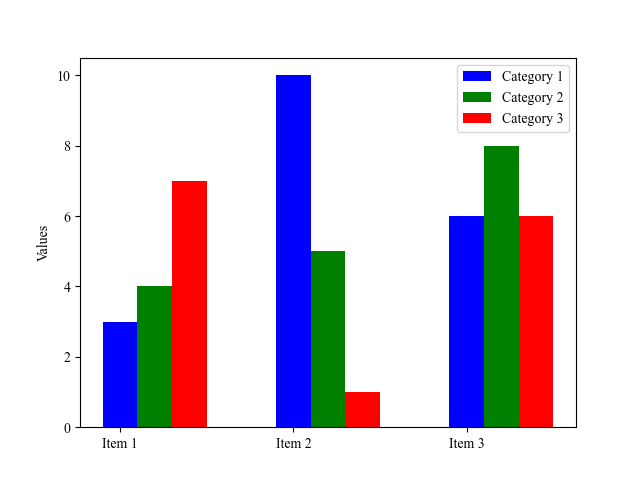 Category 1
Category 2
Category 3
Values
10
8
6
4
2
0
Item 1
Item 2
Item 3